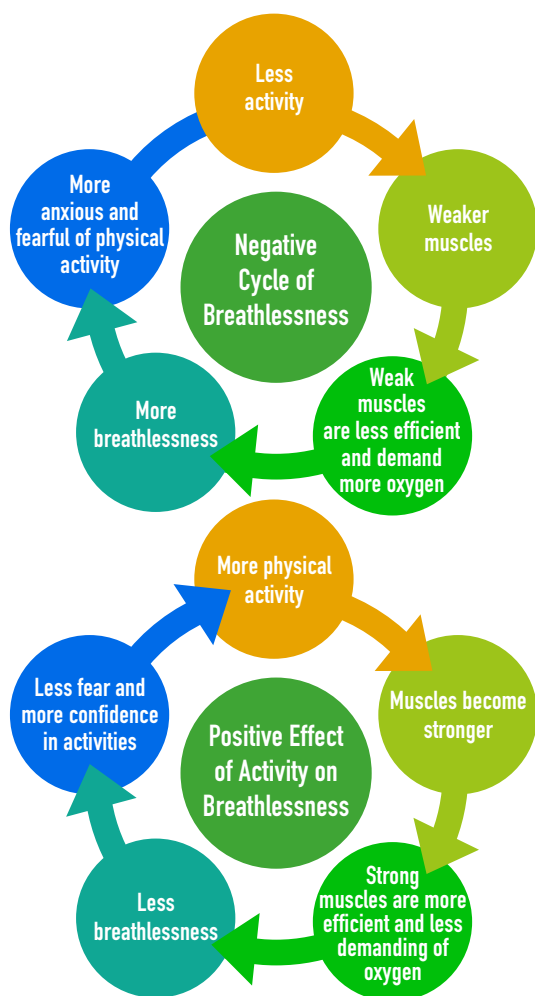 Less
activity
Weaker
muscles
Weak
muscles
are less efficient
and demand
more oxygen
More
breathlessness
More
anxious and
fearful of physical
activity
Negative
Cycle of
Breathlessness
More physical
activity
Muscles become
stronger
Strong
muscles are more
efficient and less
demanding of
oxygen
Less
breathlessness
Less fear and
more confidence
in activities
Positive Effect
of Activity on
Breathlessness